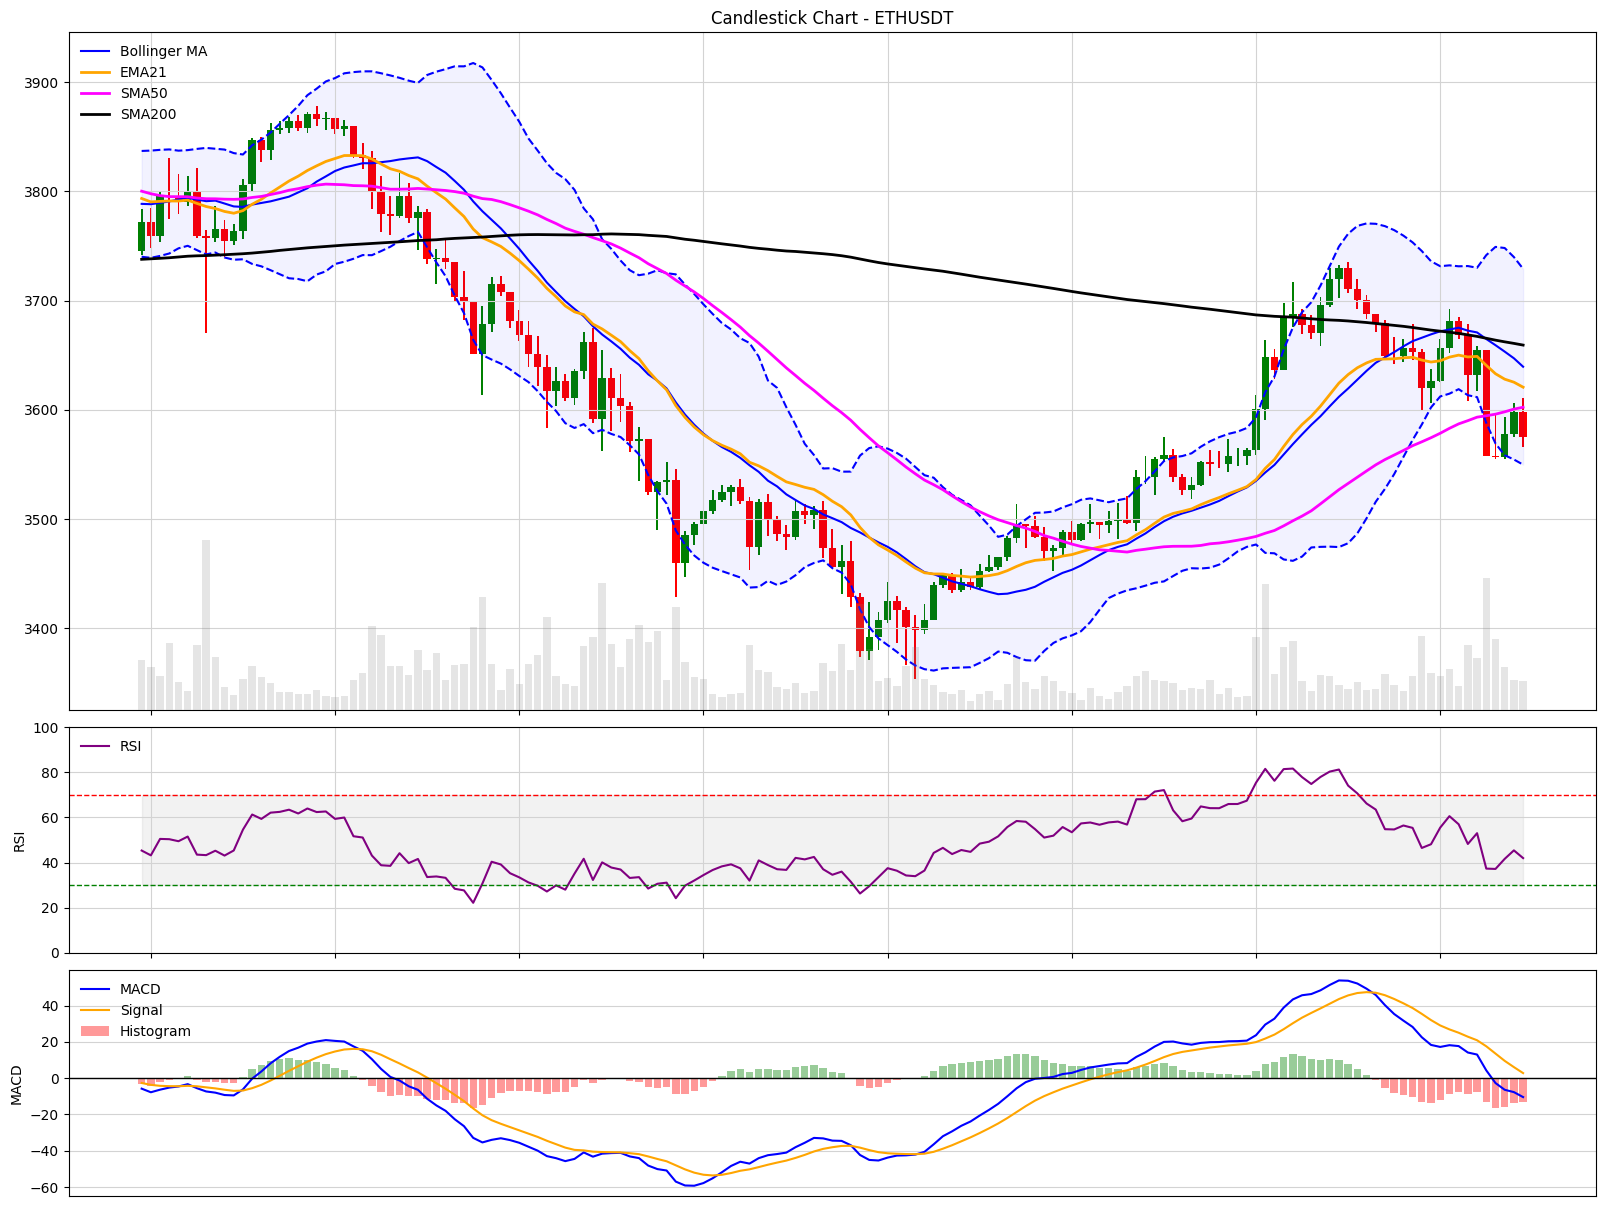 Candlestick Chart - ETHUSDT
Bollinger MA
EMA21
SMA50
SMA200
3900
3800
3700
3600
3500
3400
100
80
60
40
20
0
RSI
RSI
40
20
0
−20
−40
−60
MACD
MACD
Signal
Histogram